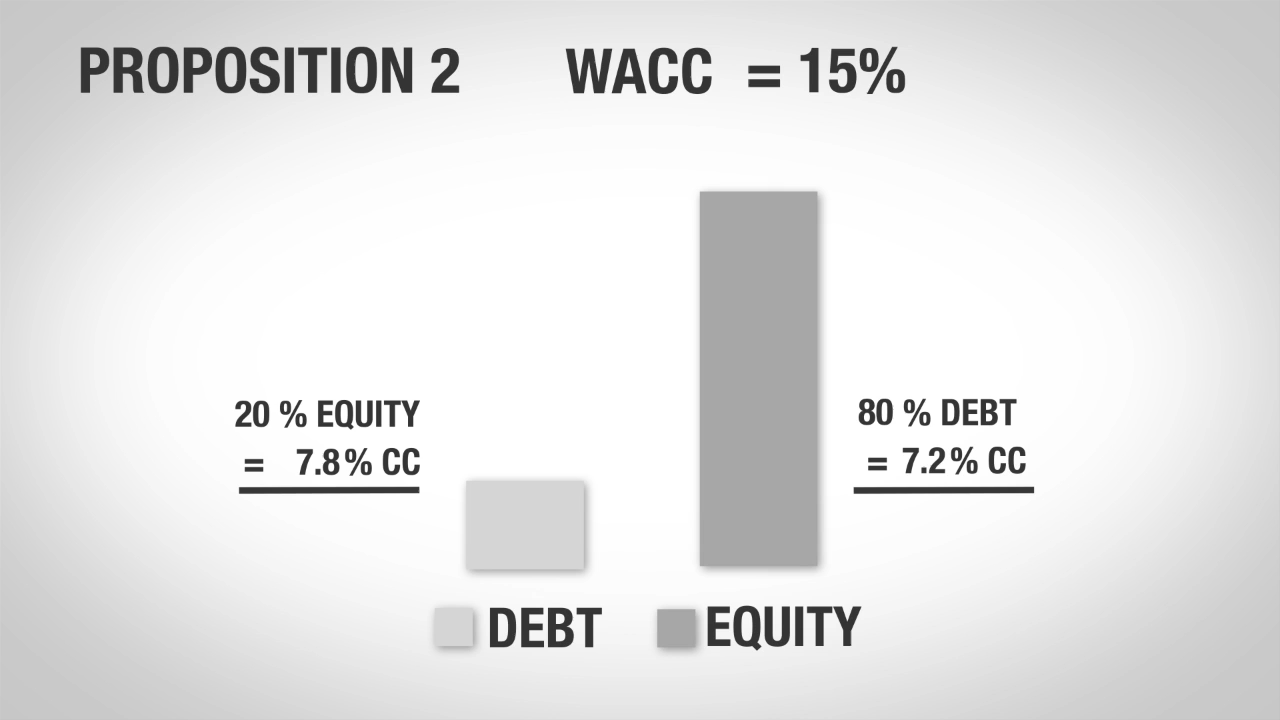 PROPOSITION 2 WACC = 15%
20 % EQUITY
= 7.8% CC
80 % DEBT
= 7.2% CC
DEBT EQUITY